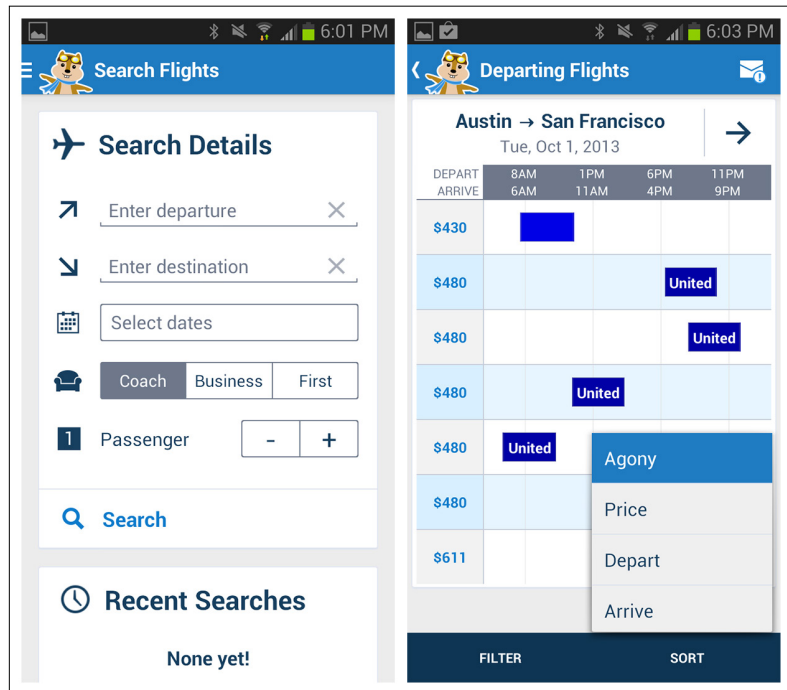 6:01 PM
Search Flights
Search Details
Enter departure
Enter destination
Select dates
Coach Business First
1 Passenger - +
Search
Recent Searches
None yet!
6:03 PM
Departing Flights
Austin → San Francisco
Tue, Oct 1, 2013
DEPART 8AM 1PM 6PM 11PM
ARRIVE 6AM 11AM 4PM 9PM
$430
$480 United
$480 United
$480 United
$480 United
$480
$611
Agony
Price
Depart
Arrive
FILTER SORT